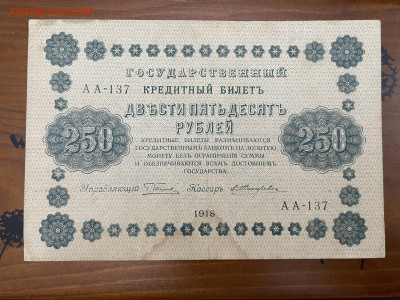 ГОСУДАРСТВЕННЫЙ
АА-137 КРЕДИТНЫЙ БИЛЕТЪ
ДВѢСТИ ПЯТЬДЕСЯТЪ
РУБЛЕЙ
250 250
КРЕДИТНЫЕ БИЛЕТЫ РАЗМѢНИВАЮТСЯ
ГОСУДАРСТВЕННЫМЪ БАНКОМЪ НА ЗОЛОТУЮ
МОНЕТУ БЕЗЪ ОГРАНИЧЕНІЯ СУММЫ
И ОБЕЗПЕЧИВАЮТСЯ ВСѢМЪ ДОСТОЯНІЕМЪ
ГОСУДАРСТВА.
Управляющій Кассиръ
АА-137
1918